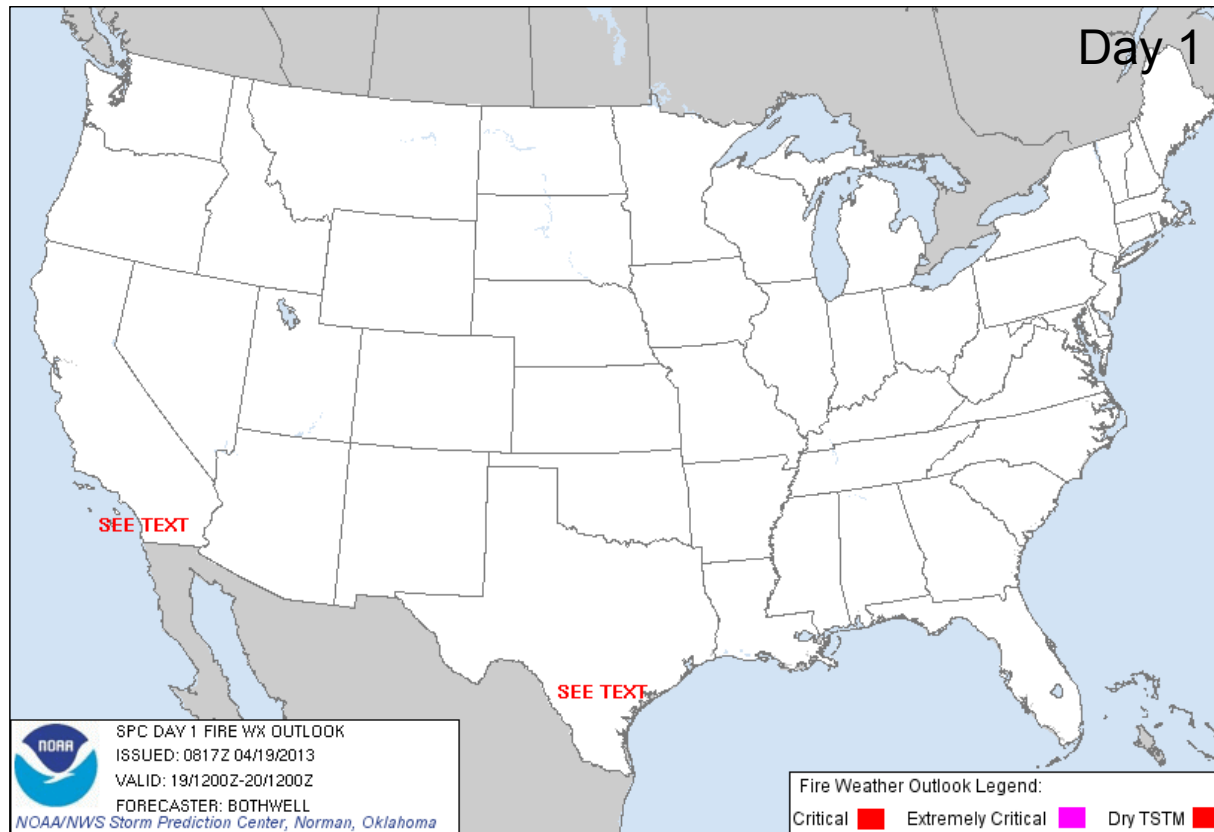 Day 1
SEE TEXT
SEE TEXT
NOAA
SPC DAY 1 FIRE WX OUTLOOK
ISSUED: 0817Z 04/19/2013
VALID: 19/1200Z-20/1200Z
FORECASTER: BOTHWELL
NOAA/NWS Storm Prediction Center, Norman, Oklahoma
Fire Weather Outlook Legend:
Critical Extremely Critical Dry TSTM